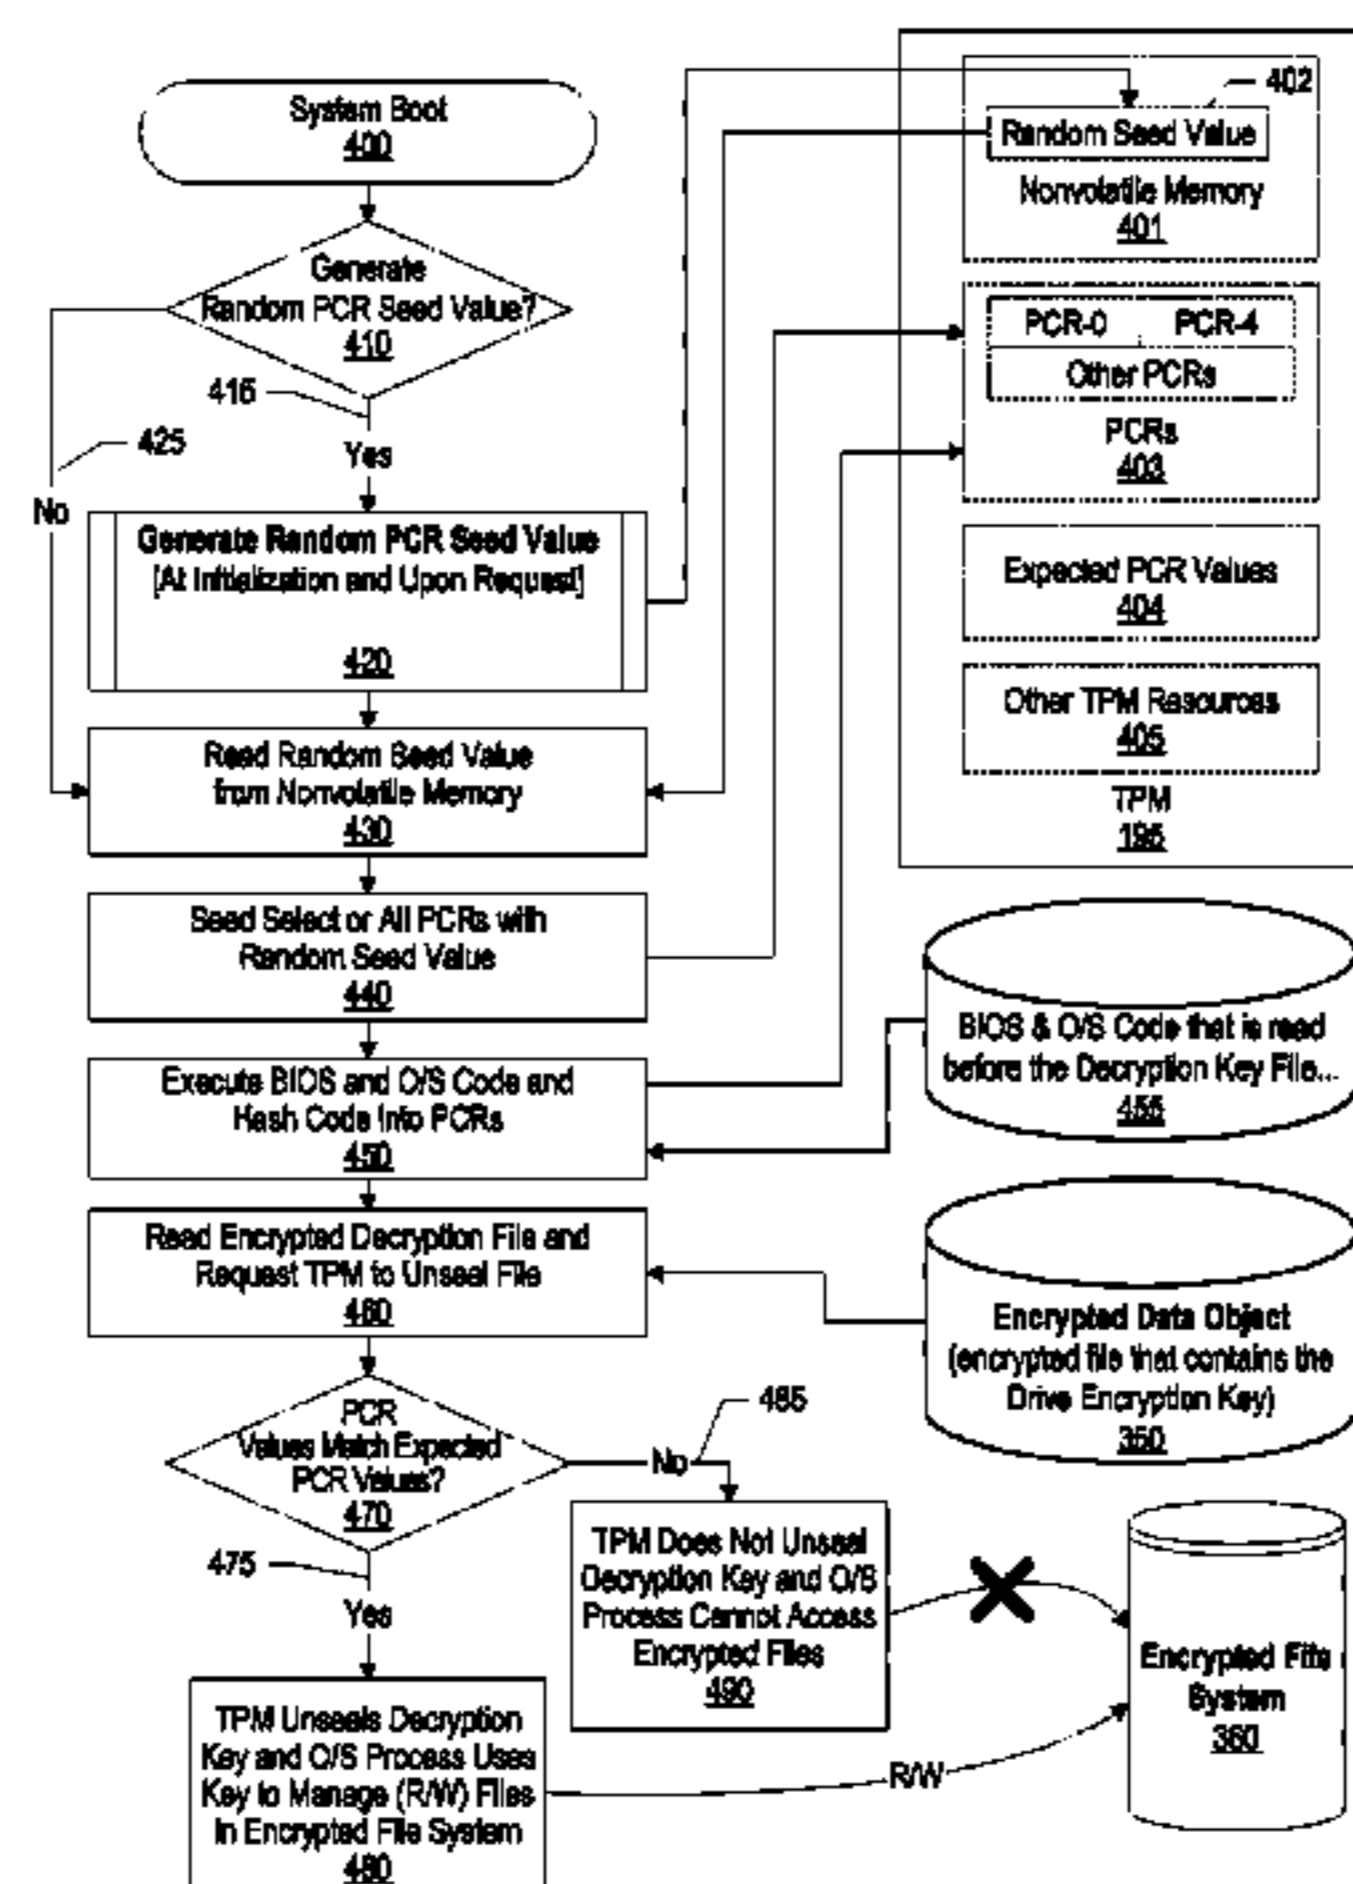 System Boot
400
Generate
Random PCR Seed Value?
410
415
Yes
425
No
Generate Random PCR Seed Value
[At Initialization and Upon Request]
420
Read Random Seed Value
from Nonvolatile Memory
430
Seed Select or All PCRs with
Random Seed Value
440
Execute BIOS and O/S Code and
Hash Code into PCRs
450
Read Encrypted Decryption File and
Request TPM to Unseal File
460
PCR
Values Match Expected
PCR Values?
470
475
Yes
485
No
TPM Does Not Unseal
Decryption Key and O/S
Process Cannot Access
Encrypted Files
490
TPM Unseals Decryption
Key and O/S Process Uses
Key to Manage (R/W) Files
in Encrypted File System
480
R/W
402
Random Seed Value
Nonvolatile Memory
401
PCR-0
PCR-4
Other PCRs
PCRs
403
Expected PCR Values
404
Other TPM Resources
405
TPM
195
BIOS & O/S Code that is read
before the Decryption Key File...
455
Encrypted Data Object
(encrypted file that contains the
Drive Encryption Key)
350
Encrypted File
System
360